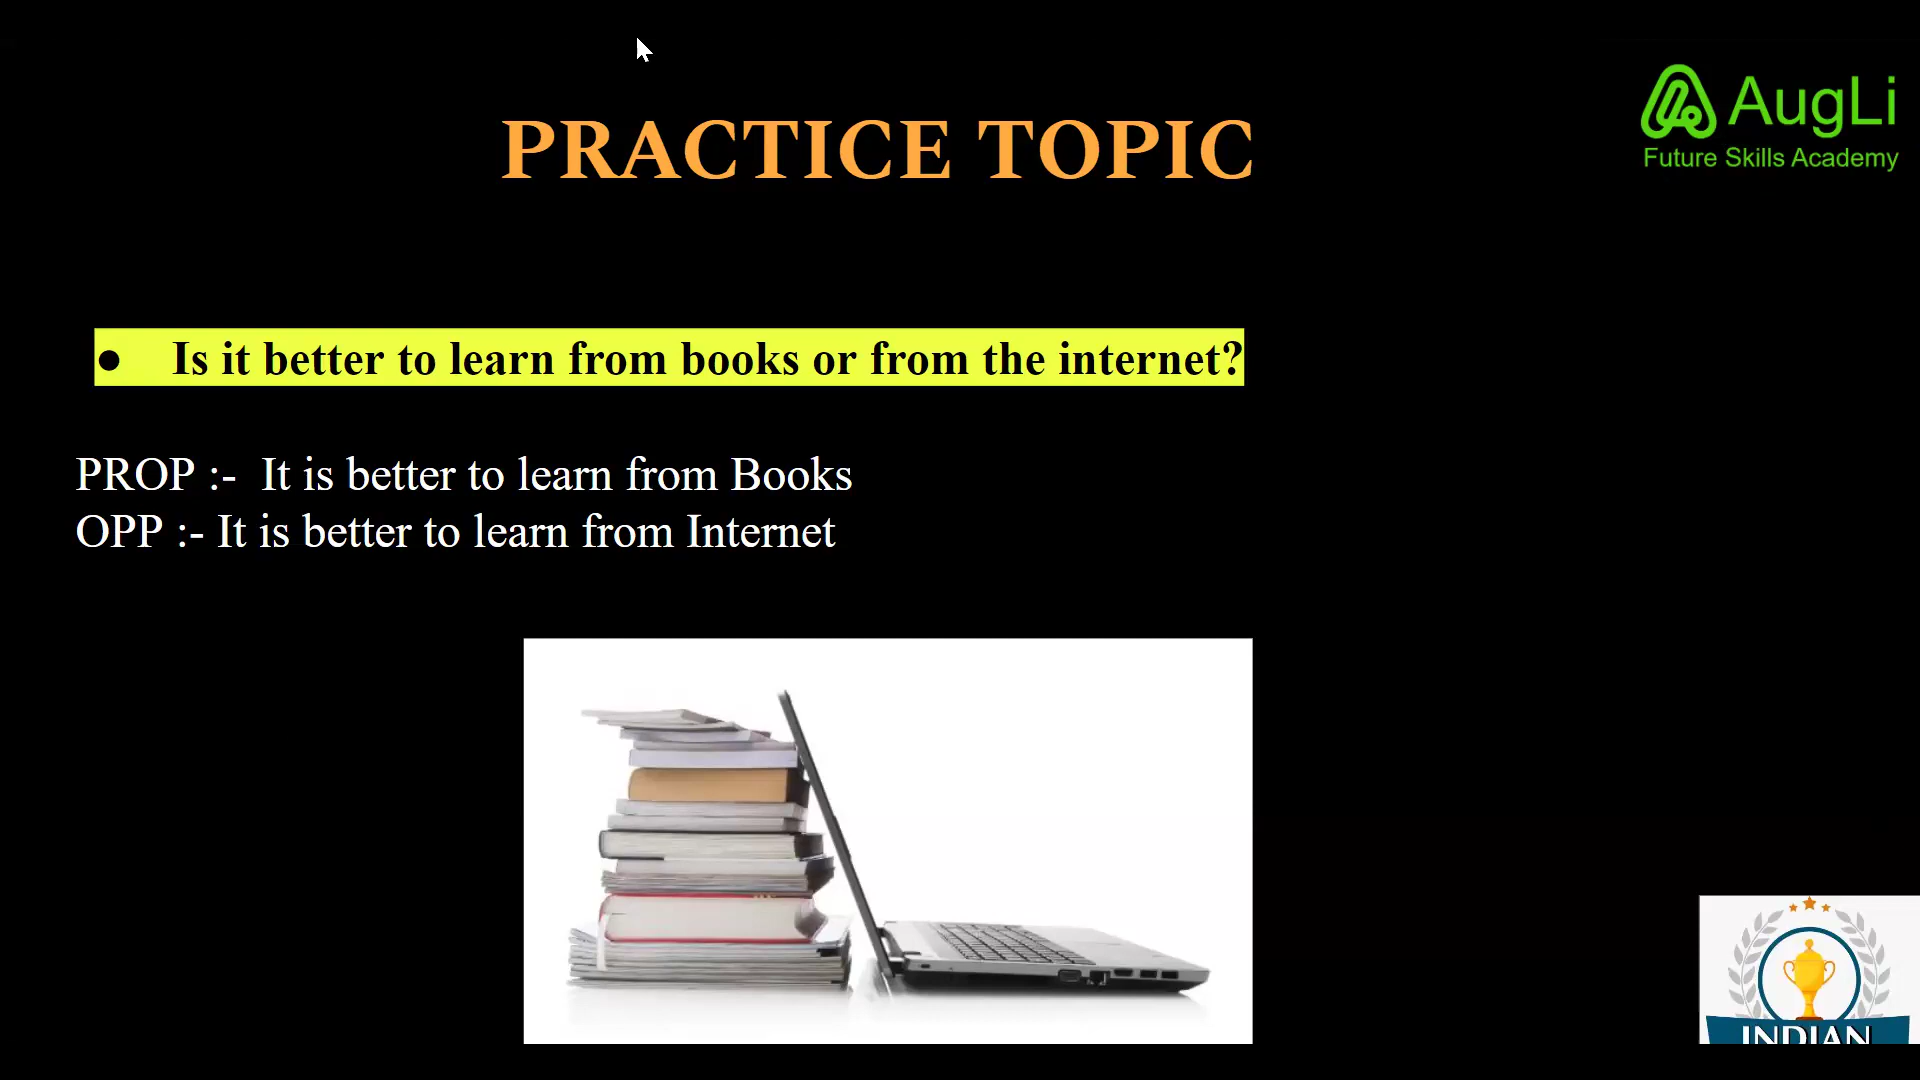 PRACTICE TOPIC
AugLi
Future Skills Academy
● Is it better to learn from books or from the internet?
PROP :- It is better to learn from Books
OPP :- It is better to learn from Internet
INDIAN